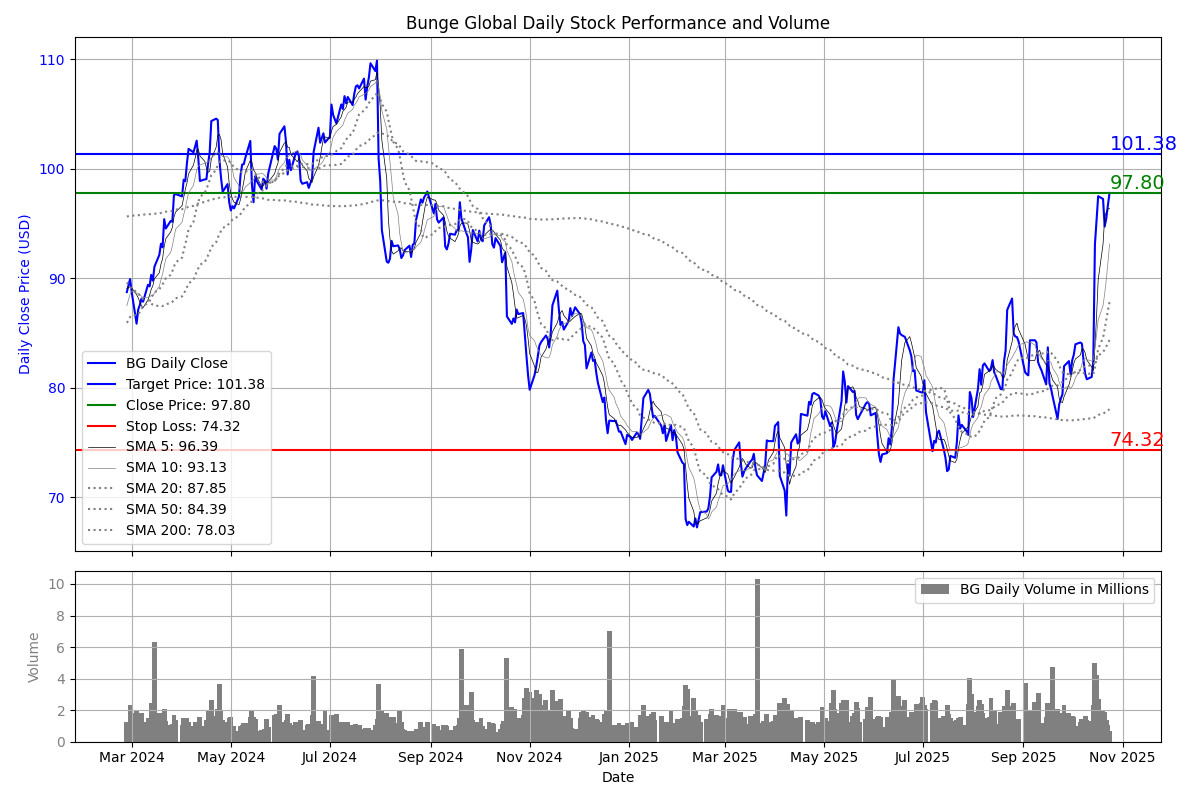 Bunge Global Daily Stock Performance and Volume
110
100
90
80
70
Daily Close Price (USD)
101.38
97.80
74.32
BG Daily Close
Target Price: 101.38
Close Price: 97.80
Stop Loss: 74.32
SMA 5: 96.39
SMA 10: 93.13
SMA 20: 87.85
SMA 50: 84.39
SMA 200: 78.03
10
8
6
4
2
0
Volume
BG Daily Volume in Millions
Mar 2024 May 2024 Jul 2024 Sep 2024 Nov 2024 Jan 2025 Mar 2025 May 2025 Jul 2025 Sep 2025 Nov 2025
Date